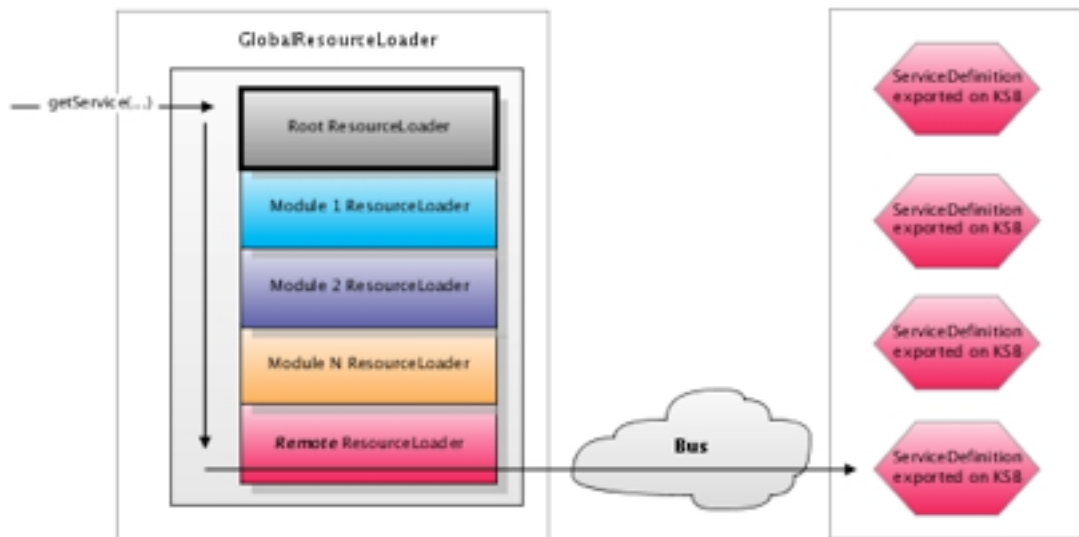 GlobalResourceLoader
getService(...)
Root ResourceLoader
Module 1 ResourceLoader
Module 2 ResourceLoader
Module N ResourceLoader
Remote ResourceLoader
Bus
ServiceDefinition
exported on KSB
ServiceDefinition
exported on KSB
ServiceDefinition
exported on KSB
ServiceDefinition
exported on KSB